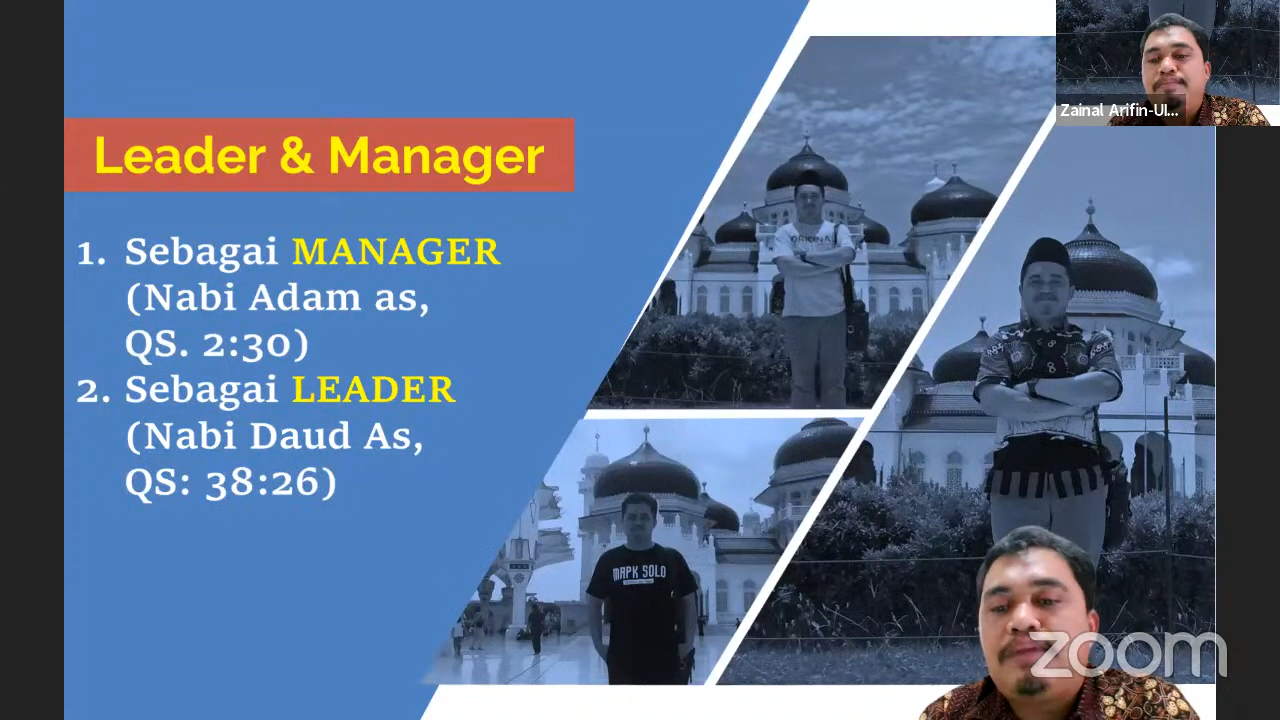 Leader & Manager
1. Sebagai MANAGER
(Nabi Adam as,
QS. 2:30)
2. Sebagai LEADER
(Nabi Daud As,
QS: 38:26)
ORIGINAL
MAPK SOLO
Zainal Arifin-UI...
zoom